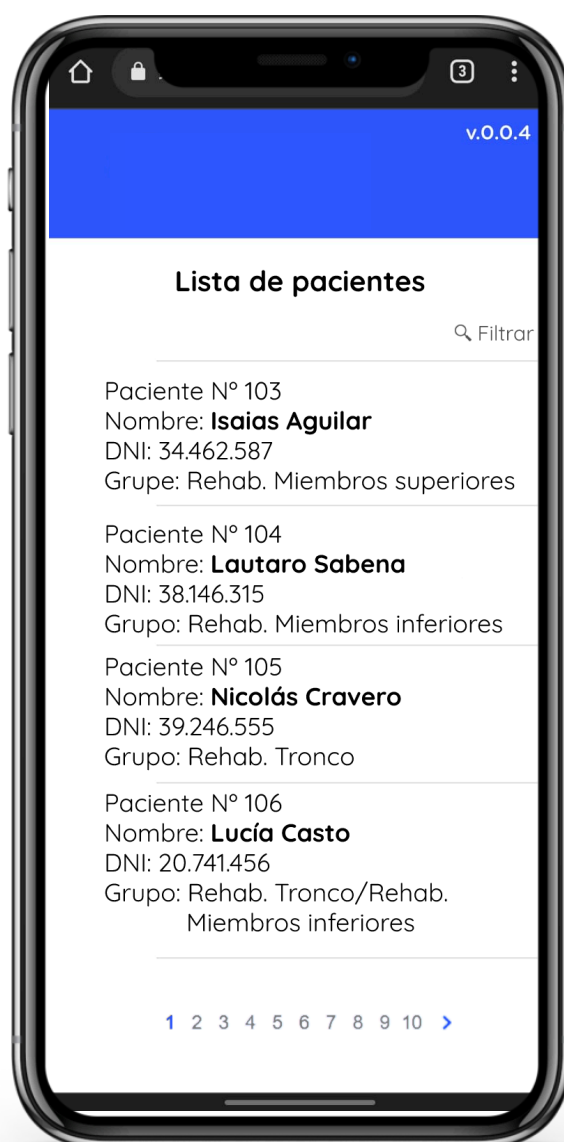 3
v.0.0.4
Lista de pacientes
Filtrar
Paciente Nº 103
Nombre: Isaias Aguilar
DNI: 34.462.587
Grupe: Rehab. Miembros superiores
Paciente Nº 104
Nombre: Lautaro Sabena
DNI: 38.146.315
Grupo: Rehab. Miembros inferiores
Paciente Nº 105
Nombre: Nicolás Cravero
DNI: 39.246.555
Grupo: Rehab. Tronco
Paciente Nº 106
Nombre: Lucía Casto
DNI: 20.741.456
Grupo: Rehab. Tronco/Rehab.
Miembros inferiores
1 2 3 4 5 6 7 8 9 10 >